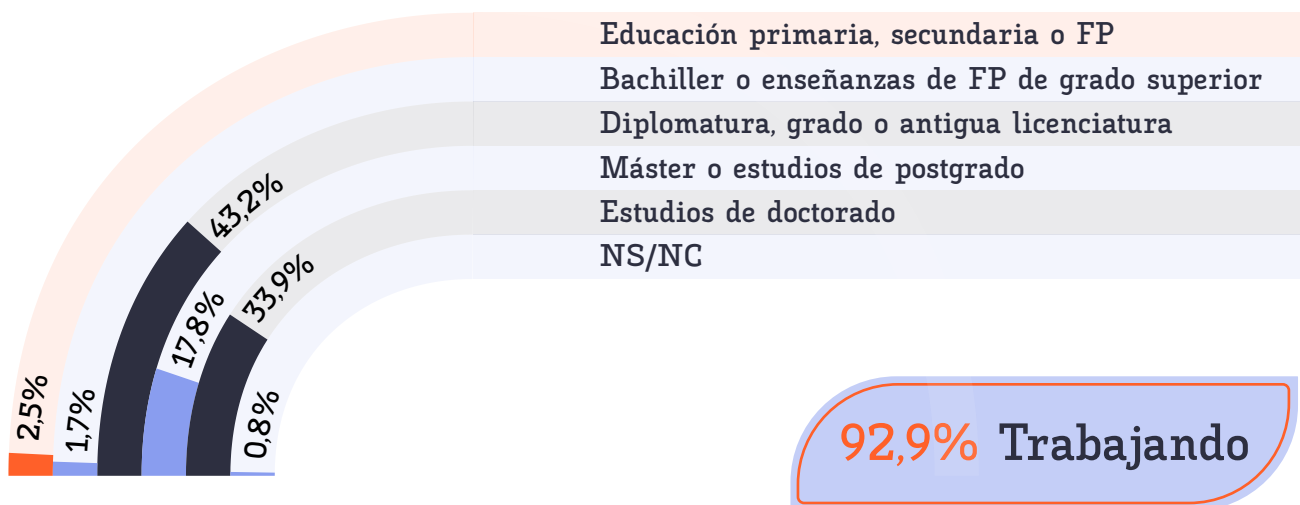 Educación primaria, secundaria o FP
Bachiller o enseñanzas de FP de grado superior
Diplomatura, grado o antigua licenciatura
Máster o estudios de postgrado
Estudios de doctorado
NS/NC
2,5%
1,7%
43,2%
17,8%
33,9%
0,8%
92,9% Trabajando